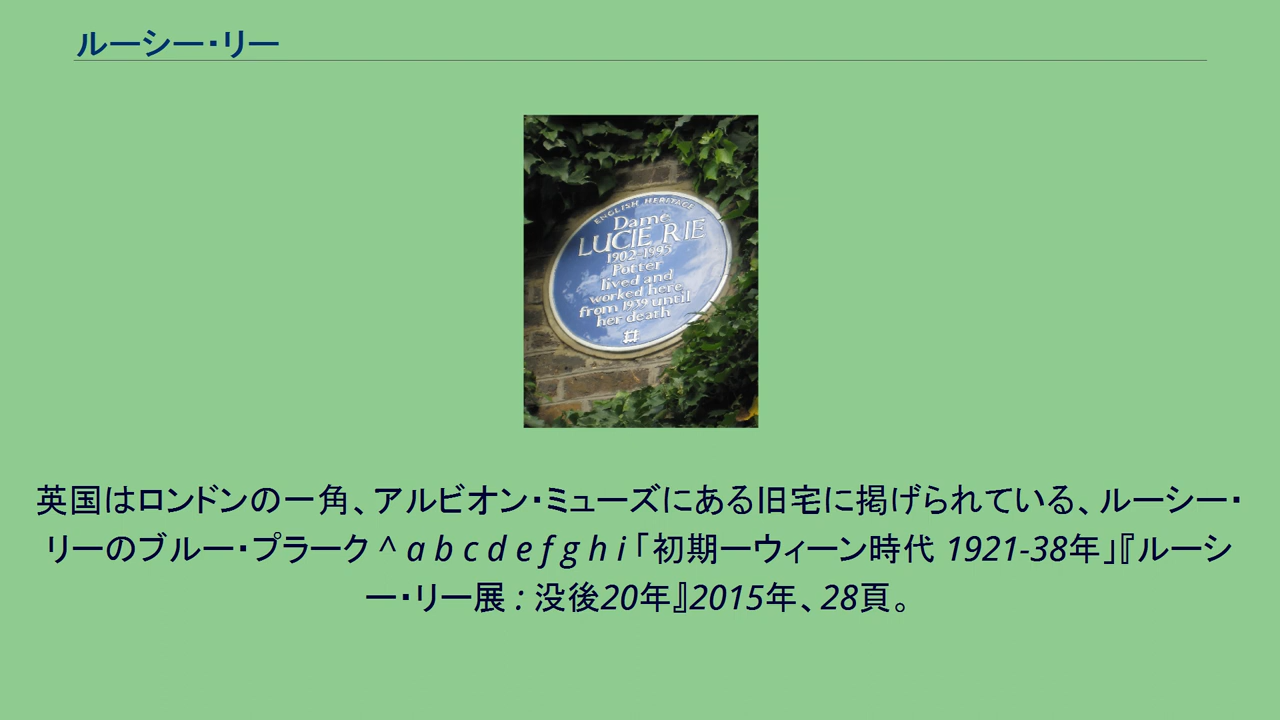 ルーシー・リー
ENGLISH HERITAGE
Dame
LUCIE RIE
1902-1995
Potter
lived and
worked here
from 1939 until
her death
英国はロンドンの一角、アルビオン・ミューズにある旧宅に掲げられている、ルーシー・
リーのブルー・プラーク ^ a b c d e f g h i 「初期―ウィーン時代 1921-38年」『ルーシ
ー・リー展 : 没後20年』2015年、28頁。